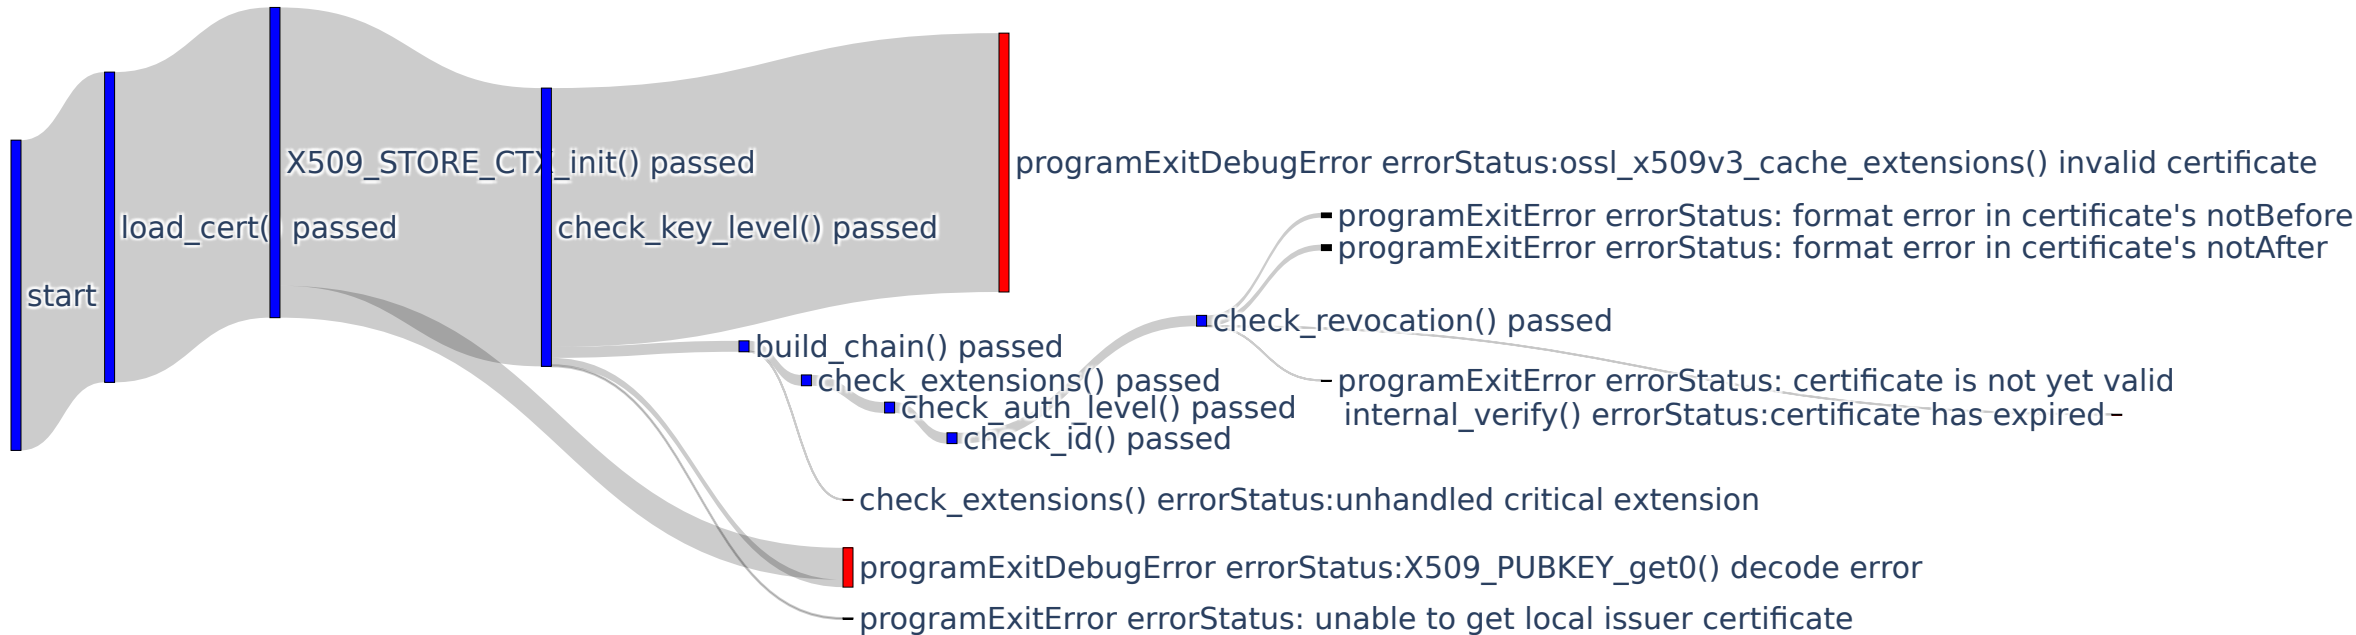 X509_STORE_CTX_init() passed
programExitDebugError errorStatus:ossl_x509v3_cache_extensions() invalid certificate
programExitError errorStatus: format error in certificate's notBefore
load_cert() passed
check_key_level() passed
programExitError errorStatus: format error in certificate's notAfter
start
check_revocation() passed
build_chain() passed
check_extensions() passed
programExitError errorStatus: certificate is not yet valid
check_auth_level() passed
internal_verify() errorStatus:certificate has expired
check_id() passed
check_extensions() errorStatus:unhandled critical extension
programExitDebugError errorStatus:X509_PUBKEY_get0() decode error
programExitError errorStatus: unable to get local issuer certificate